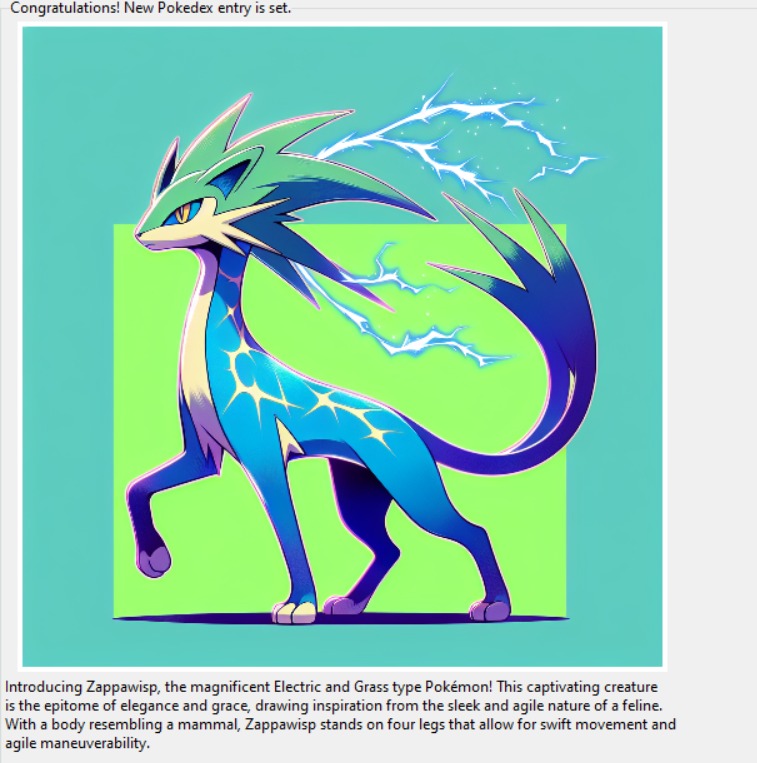 Congratulations! New Pokedex entry is set.
Introducing Zappawisp, the magnificent Electric and Grass type Pokémon! This captivating creature
is the epitome of elegance and grace, drawing inspiration from the sleek and agile nature of a feline.
With a body resembling a mammal, Zappawisp stands on four legs that allow for swift movement and
agile maneuverability.